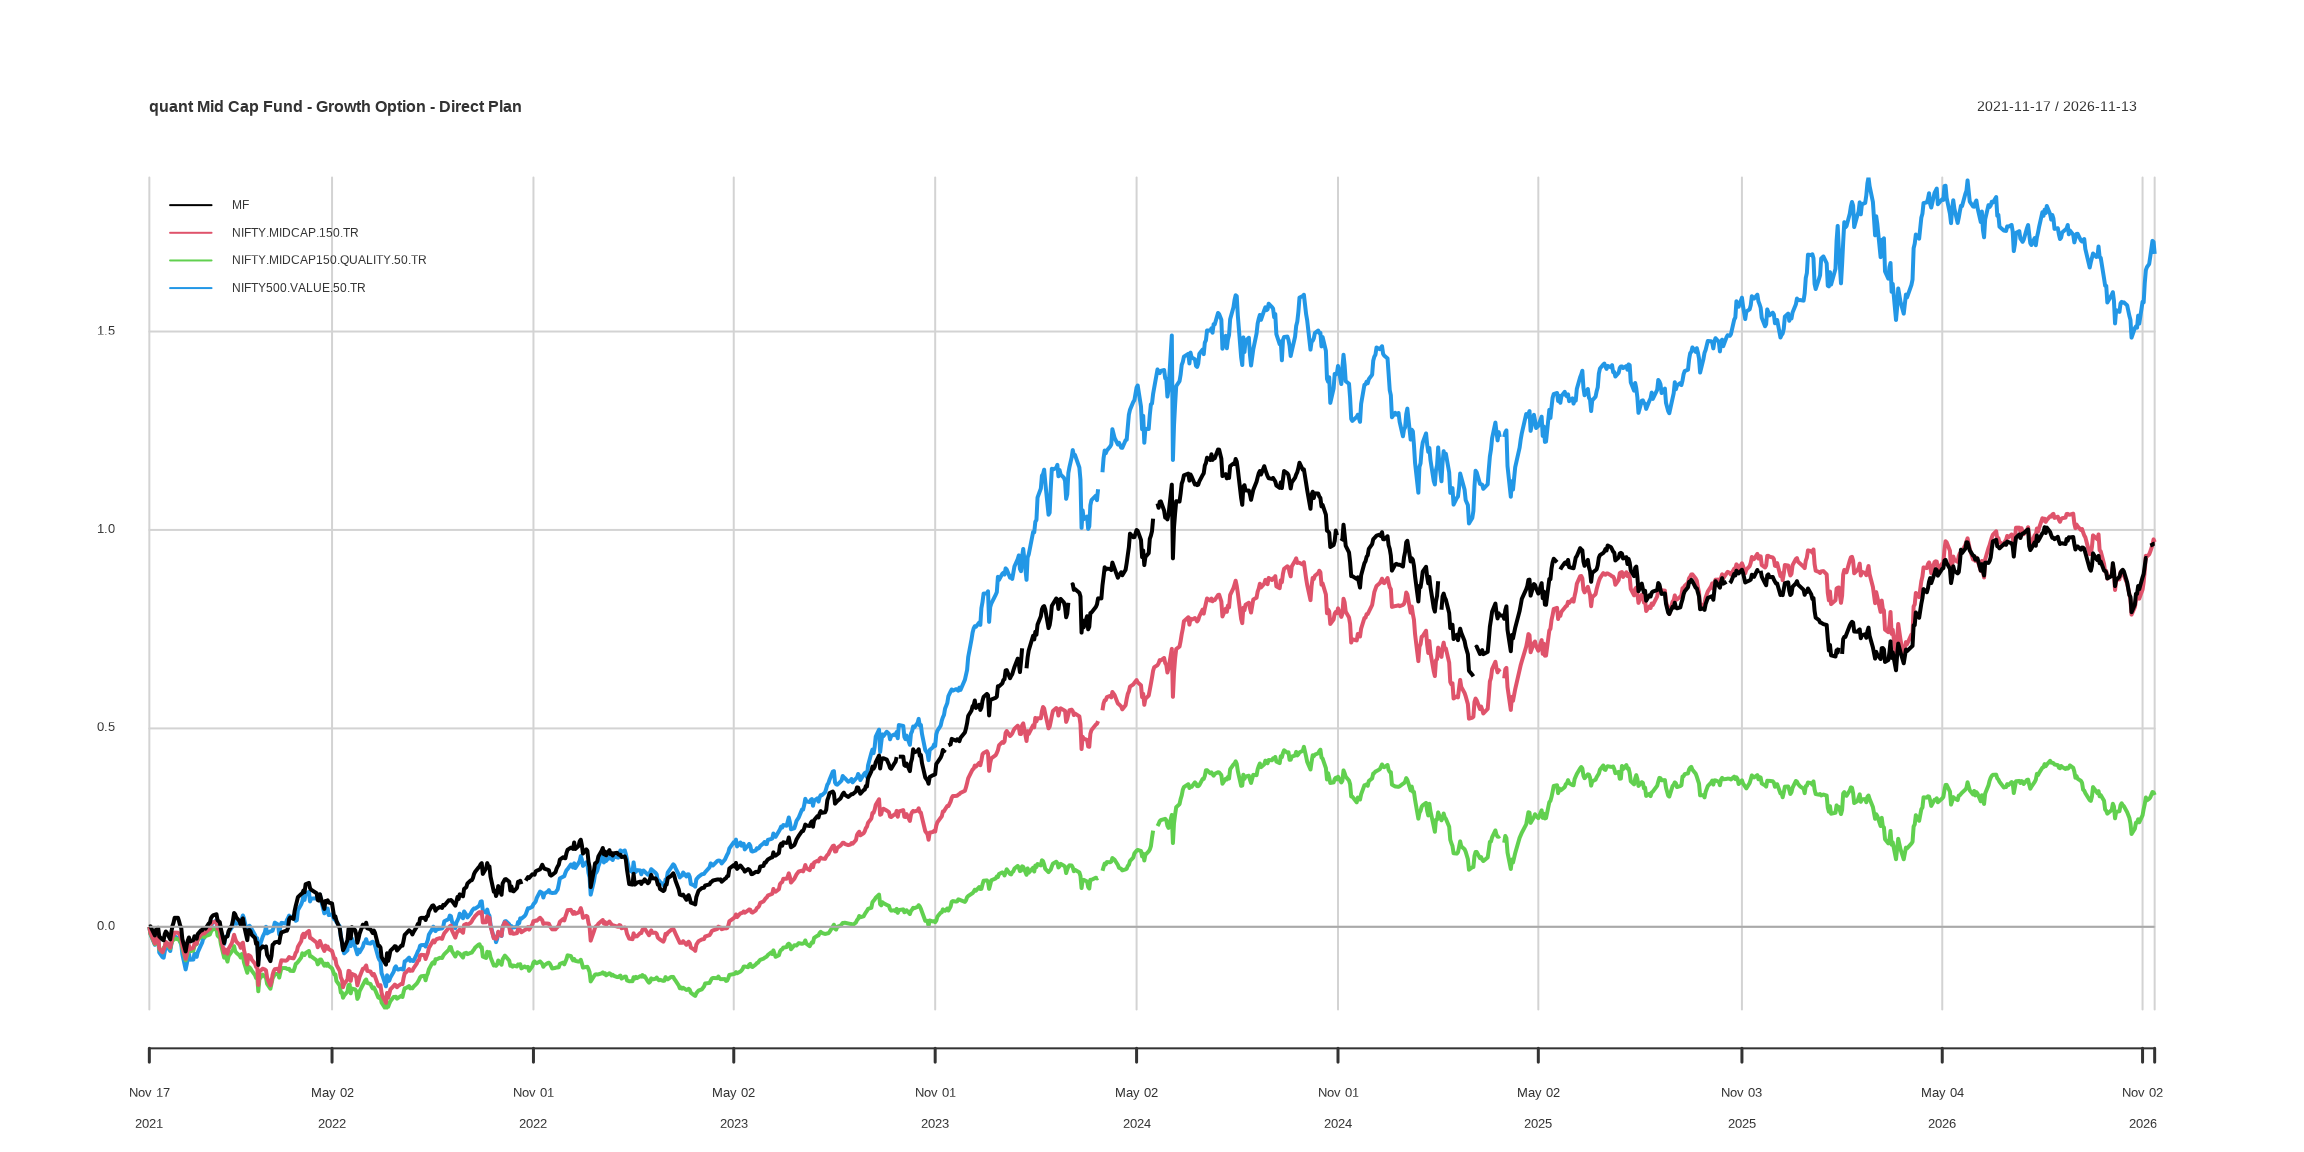 quant Mid Cap Fund - Growth Option - Direct Plan
2021-11-17 / 2026-11-13
MF
NIFTY.MIDCAP.150.TR
NIFTY.MIDCAP150.QUALITY.50.TR
NIFTY500.VALUE.50.TR
1.5
1.0
0.5
0.0
Nov 17 May 02 Nov 01 May 02 Nov 01 May 02 Nov 01 May 02 Nov 03 May 04 Nov 02
2021 2022 2022 2023 2023 2024 2024 2025 2025 2026 2026